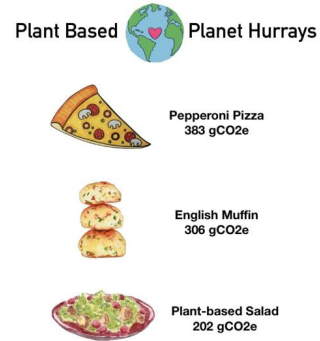 Plant Based Planet Hurrays
Pepperoni Pizza
383 gCO2e
English Muffin
306 gCO2e
Plant-based Salad
202 gCO2e